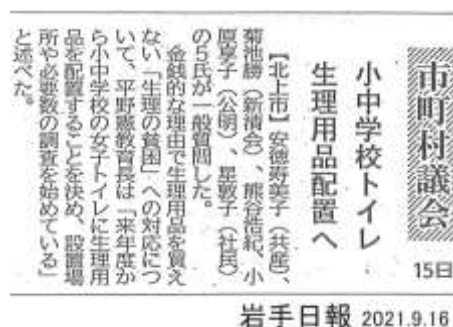 市町村議会
15日
小中学校トイレ
生理用品配置へ
【北上市】安徳寿美子(共産)、
菊池勝(新清会)、熊谷浩紀、小
原享子(公明)、星敦子(社民)
の5氏が一般質問した。
金銭的な理由で生理用品を買え
ない「生理の貧困」への対応につ
いて、平野憲教育長は「来年度か
ら小中学校の女子トイレに生理用
品を配置することを決め、設置場
所や必要数の調査を始めている」
と述べた。
岩手日報 2021.9.16